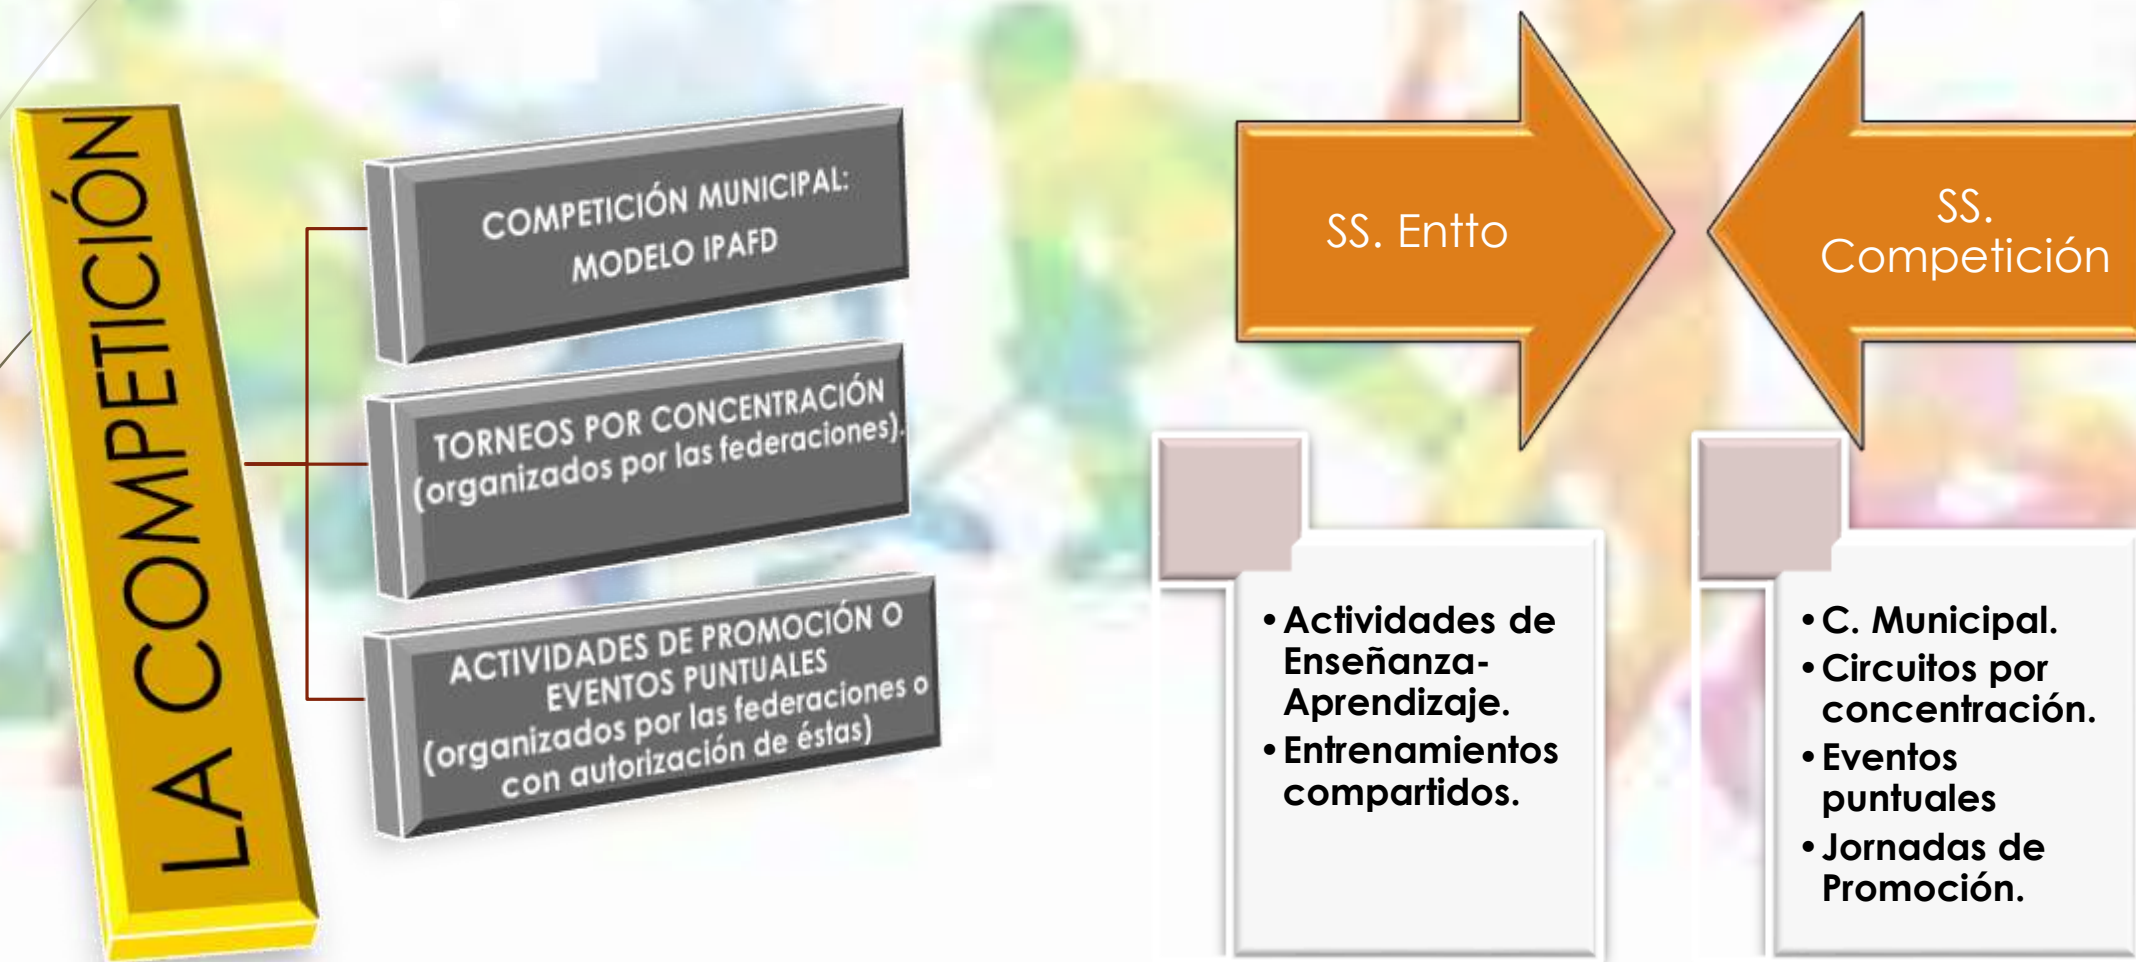 LA COMPETICIÓN
COMPETICIÓN MUNICIPAL:
MODELO IPAFD
TORNEOS POR CONCENTRACIÓN
(organizados por las federaciones).
ACTIVIDADES DE PROMOCIÓN O
EVENTOS PUNTUALES
(organizados por las federaciones o
con autorización de éstas)
SS. Entto
SS.
Competición
•Actividades de
Enseñanza-
Aprendizaje.
•Entrenamientos
compartidos.
•C. Municipal.
•Circuitos por
concentración.
•Eventos
puntuales
•Jornadas de
Promoción.